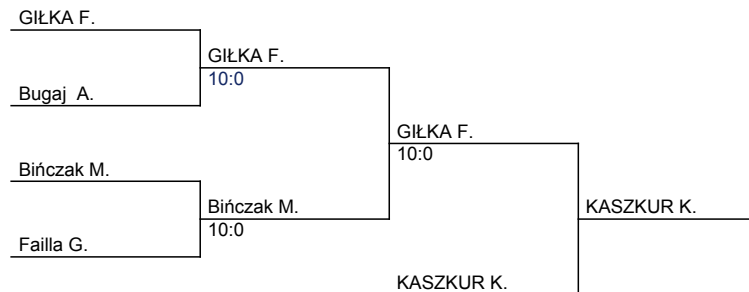 GIŁKA F.
GIŁKA F.
10:0
Bugaj A.
GIŁKA F.
10:0
Bińczak M.
Bińczak M.
10:0
KASZKUR K.
Failla G.
KASZKUR K.